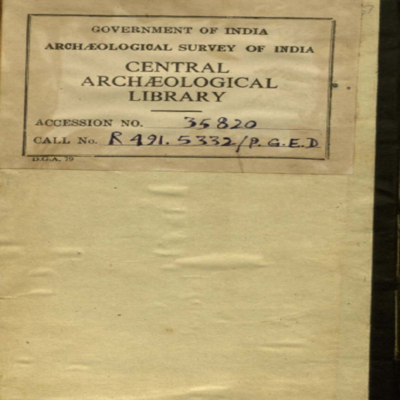 GOVERNMENT OF INDIA
ARCHÆOLOGICAL SURVEY OF INDIA
CENTRAL
ARCHÆOLOGICAL
LIBRARY
ACCESSION NO. 35820
CALL No. R 491.5332/P.G.E.D
D.G.A. 79